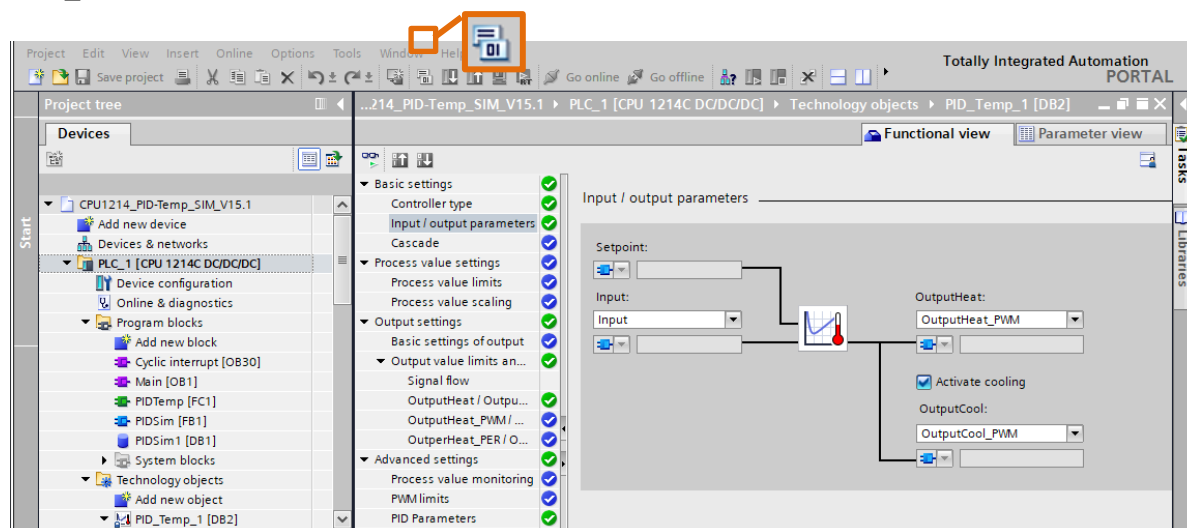 Project Edit View Insert Online Options Tools Window Help
Totally Integrated Automation
PORTAL
Save project
Go online Go offline
Project tree
...214_PID-Temp_SIM_V15.1 PLC_1 [CPU 1214C DC/DC/DC] Technology objects PID_Temp_1 [DB2]
Devices
Functional view Parameter view
Start
Tasks
Libraries
CPU1214_PID-Temp_SIM_V15.1
Add new device
Devices & networks
PLC_1 [CPU 1214C DC/DC/DC]
Device configuration
Online & diagnostics
Program blocks
Add new block
Cyclic interrupt [OB30]
Main [OB1]
PIDTemp [FC1]
PIDSim [FB1]
PIDSim1 [DB1]
System blocks
Technology objects
Add new object
PID_Temp_1 [DB2]
Basic settings
Controller type
Input / output parameters
Cascade
Process value settings
Process value limits
Process value scaling
Output settings
Basic settings of output
Output value limits an...
Signal flow
OutputHeat / Outpu...
OutputHeat_PWM / ...
OutperHeat_PER / O...
Advanced settings
Process value monitoring
PWM limits
PID Parameters
Input / output parameters
Setpoint:
Input:
Input
OutputHeat:
OutputHeat_PWM
Activate cooling
OutputCool:
OutputCool_PWM